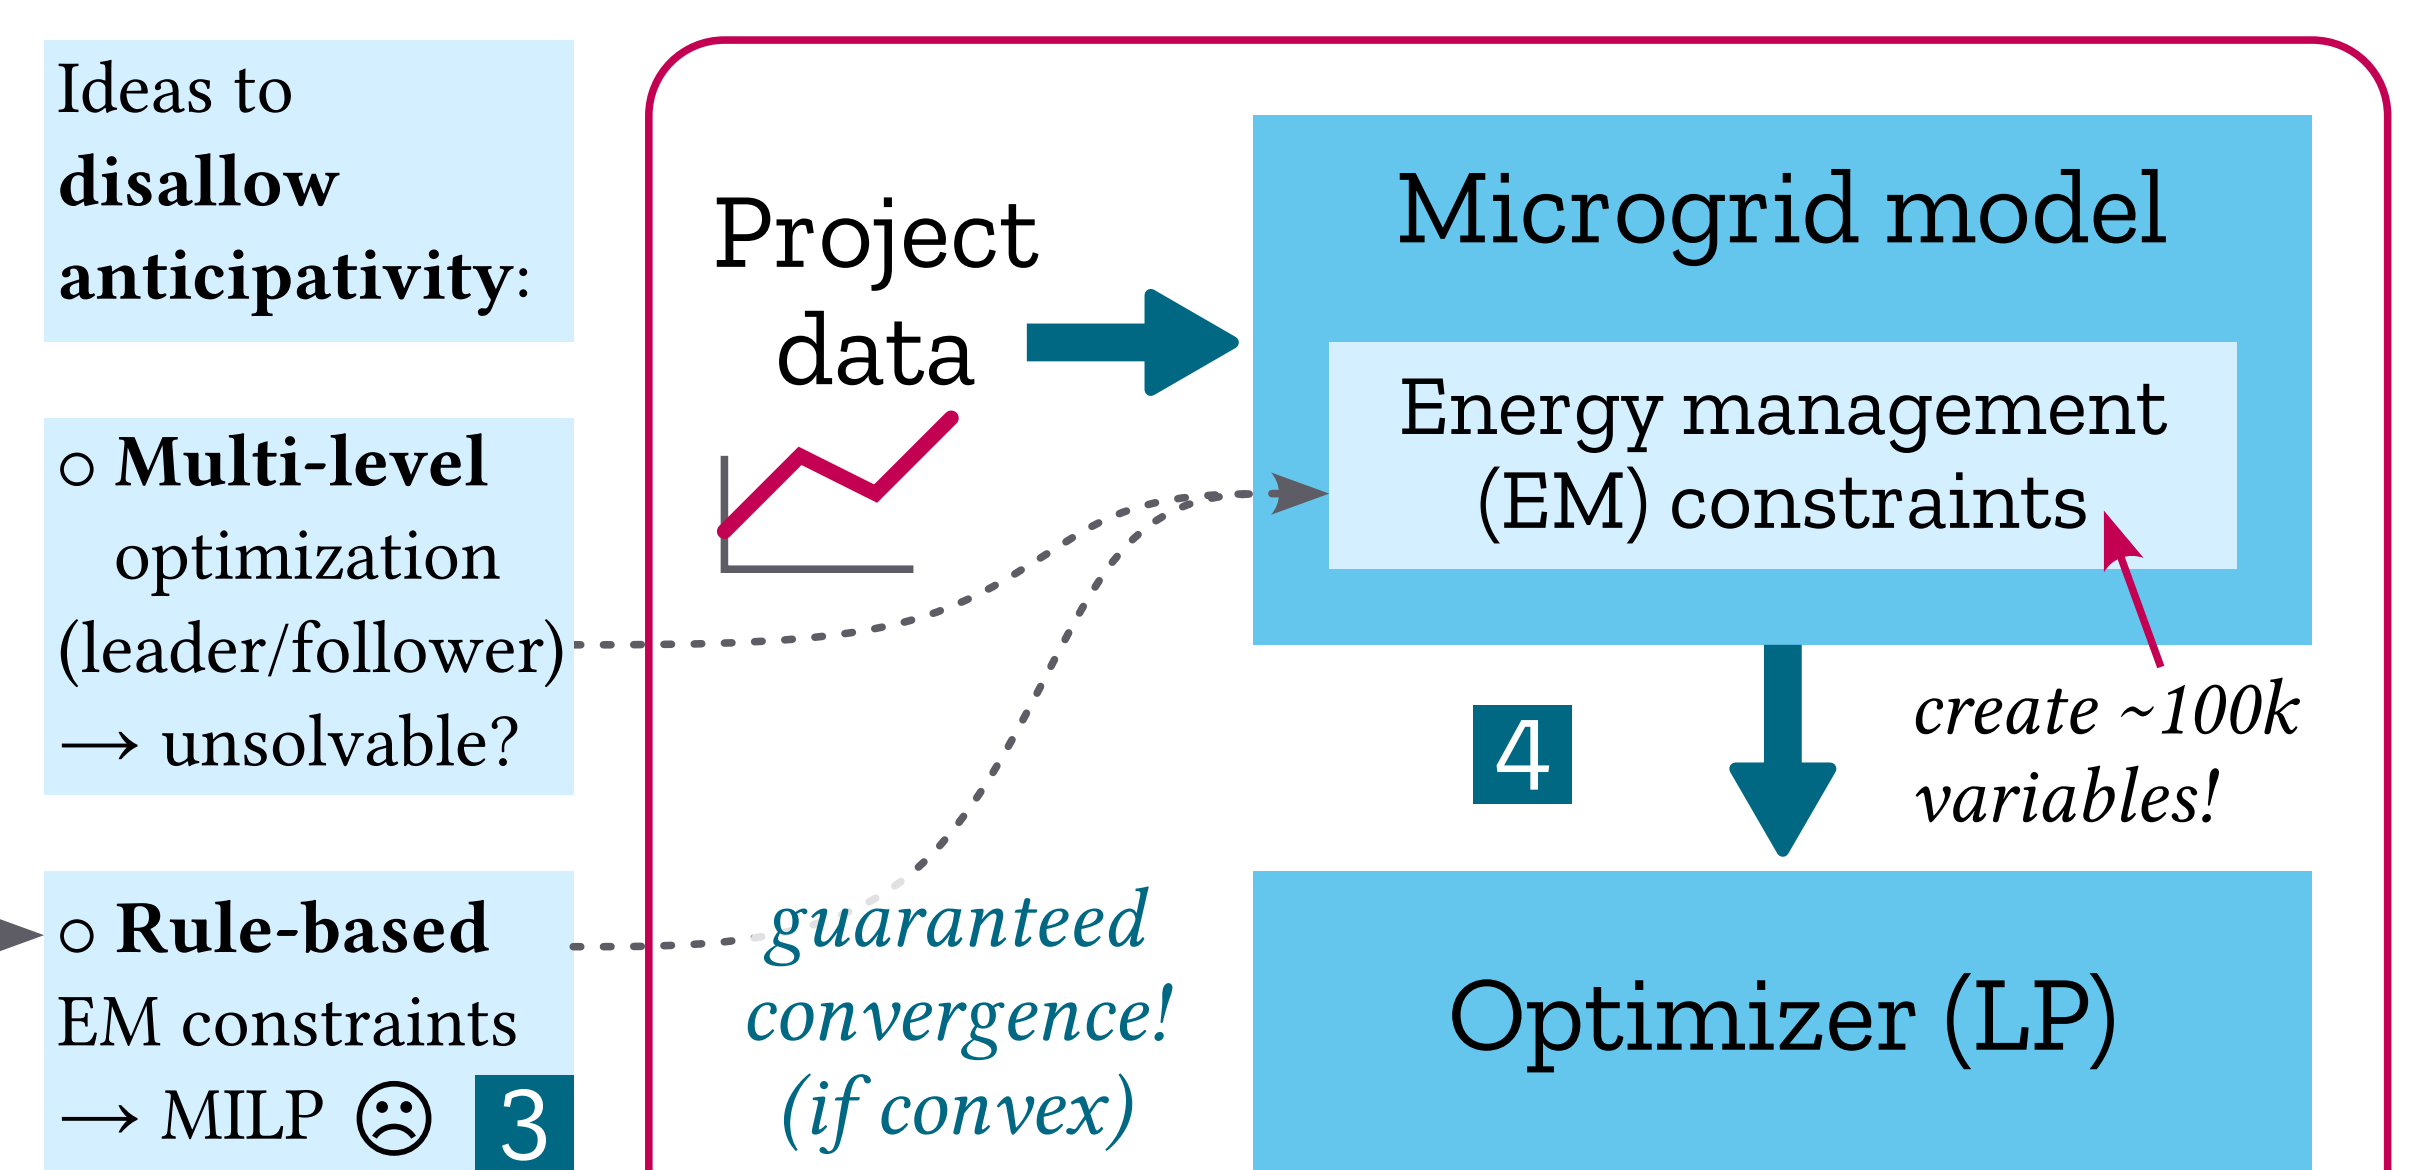 Ideas to
disallow
anticipativity:
○ Multi-level
optimization
(leader/follower)
→ unsolvable?
○ Rule-based
EM constraints
→ MILP ☹
3
Project
data
Microgrid model
Energy management
(EM) constraints
4
create ~100k
variables!
guaranteed
convergence!
(if convex)
Optimizer (LP)